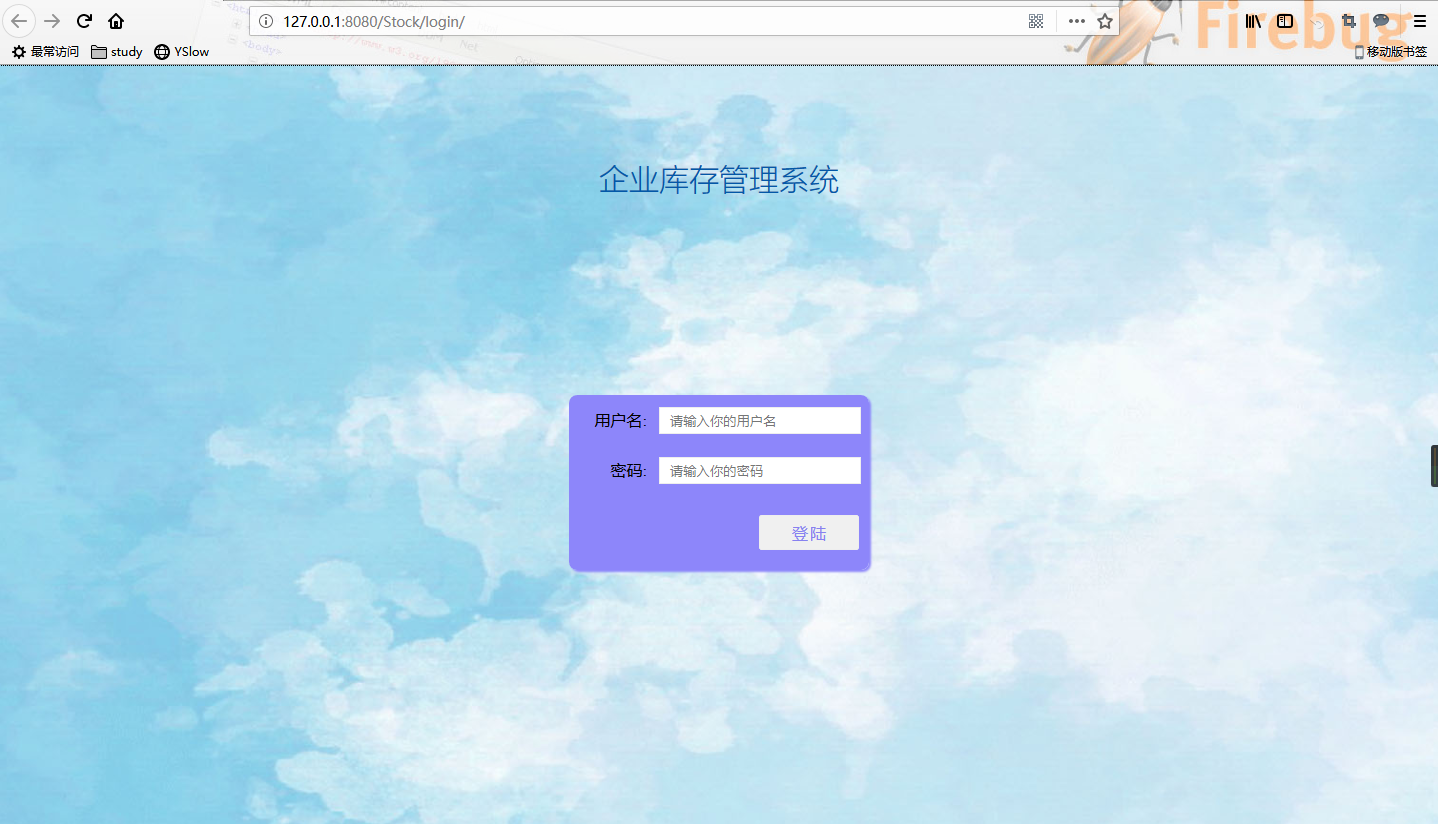 127.0.0.1:8080/Stock/login/
Firebug
最常访问 study YSlow 移动版书签
企业库存管理系统
用户名: 请输入你的用户名
密码: 请输入你的密码
登陆